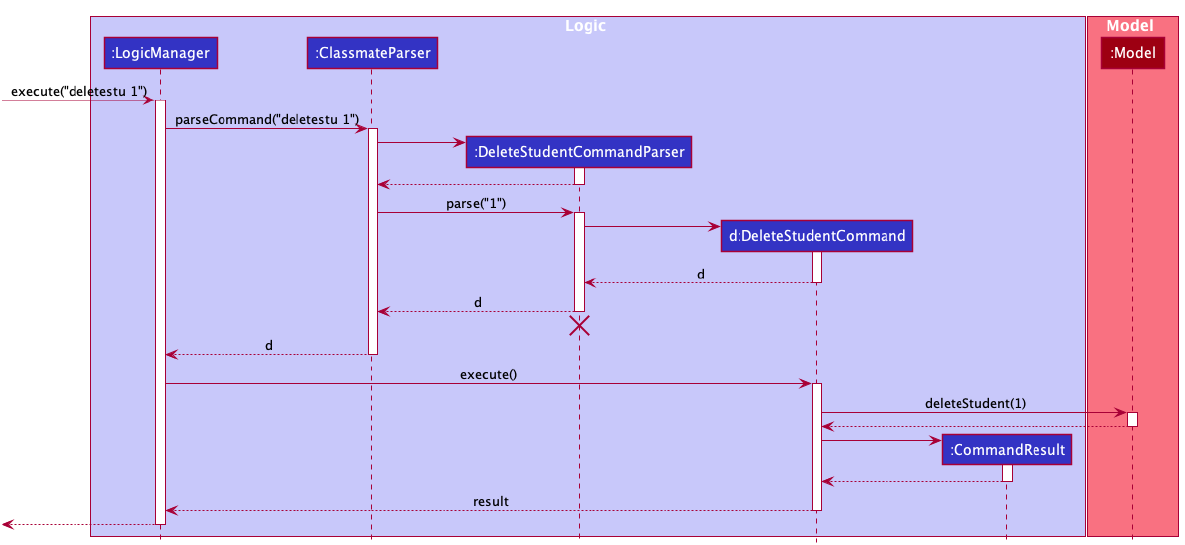 Logic
Model
:LogicManager
:ClassmateParser
:Model
execute("deletestu 1")
parseCommand("deletestu 1")
:DeleteStudentCommandParser
parse("1")
d:DeleteStudentCommand
d
d
d
execute()
deleteStudent(1)
:CommandResult
result